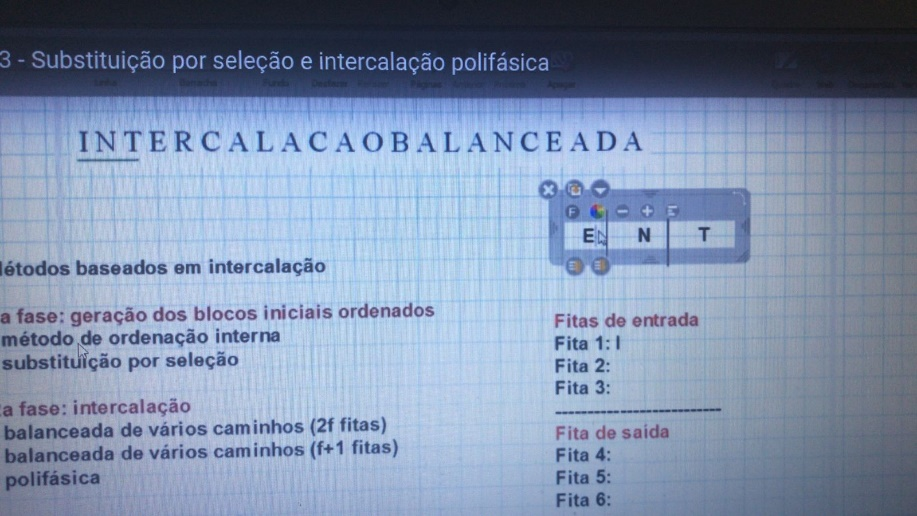 3 - Substituição por seleção e intercalação polifásica
INTERCALACAOBALANCEADA
E N T
létodos baseados em intercalação
a fase: geração dos blocos iniciais ordenados
método de ordenação interna
substituição por seleção
a fase: intercalação
balanceada de vários caminhos (2f fitas)
balanceada de vários caminhos (f+1 fitas)
polifásica
Fitas de entrada
Fita 1: I
Fita 2:
Fita 3:
--------------------------
Fita de saida
Fita 4:
Fita 5:
Fita 6: